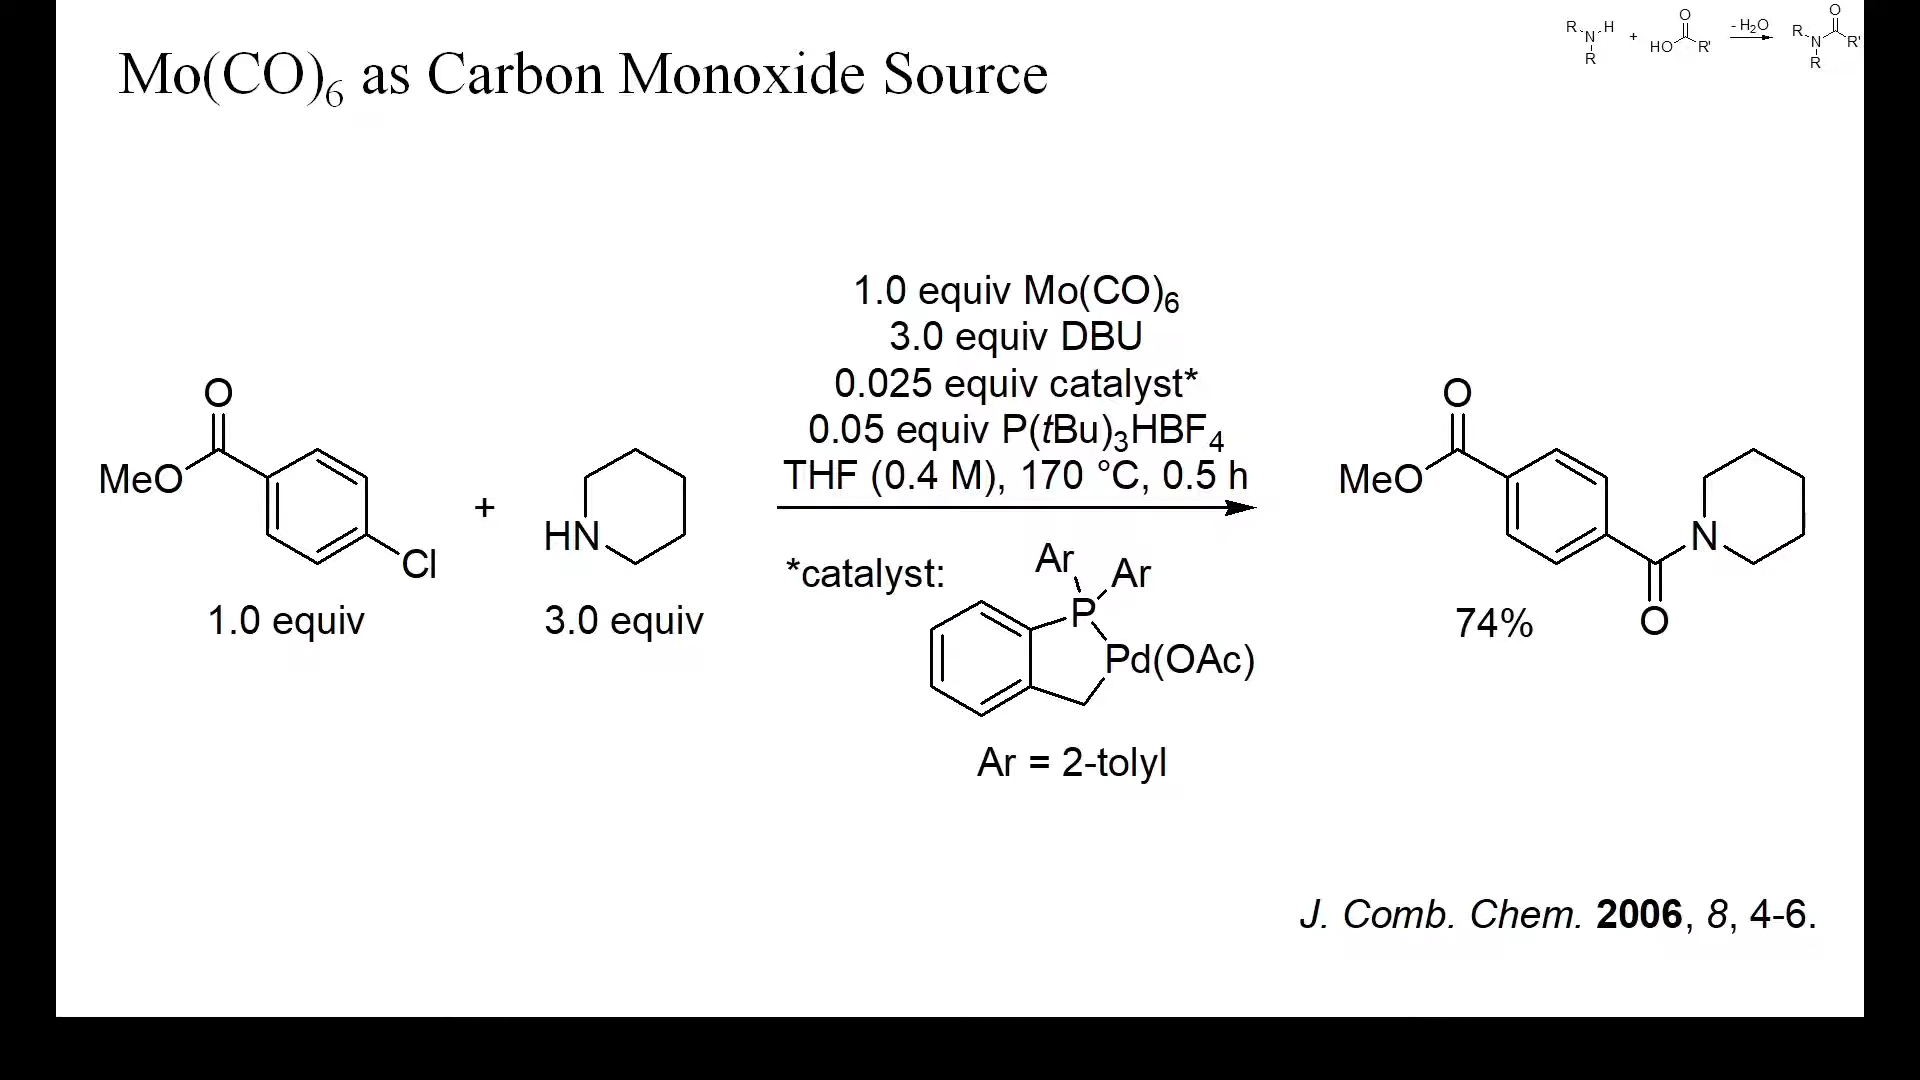 Mo(CO)6 as Carbon Monoxide Source
R N H R + O HO R' - H2O R N O R' R
1.0 equiv Mo(CO)6
3.0 equiv DBU
0.025 equiv catalyst*
0.05 equiv P(tBu)3HBF4
THF (0.4 M), 170 °C, 0.5 h
O MeO Cl
+
HN
1.0 equiv
3.0 equiv
*catalyst:
Ar Ar
P
Pd(OAc)
Ar = 2-tolyl
O MeO N O
74%
J. Comb. Chem. 2006, 8, 4-6.